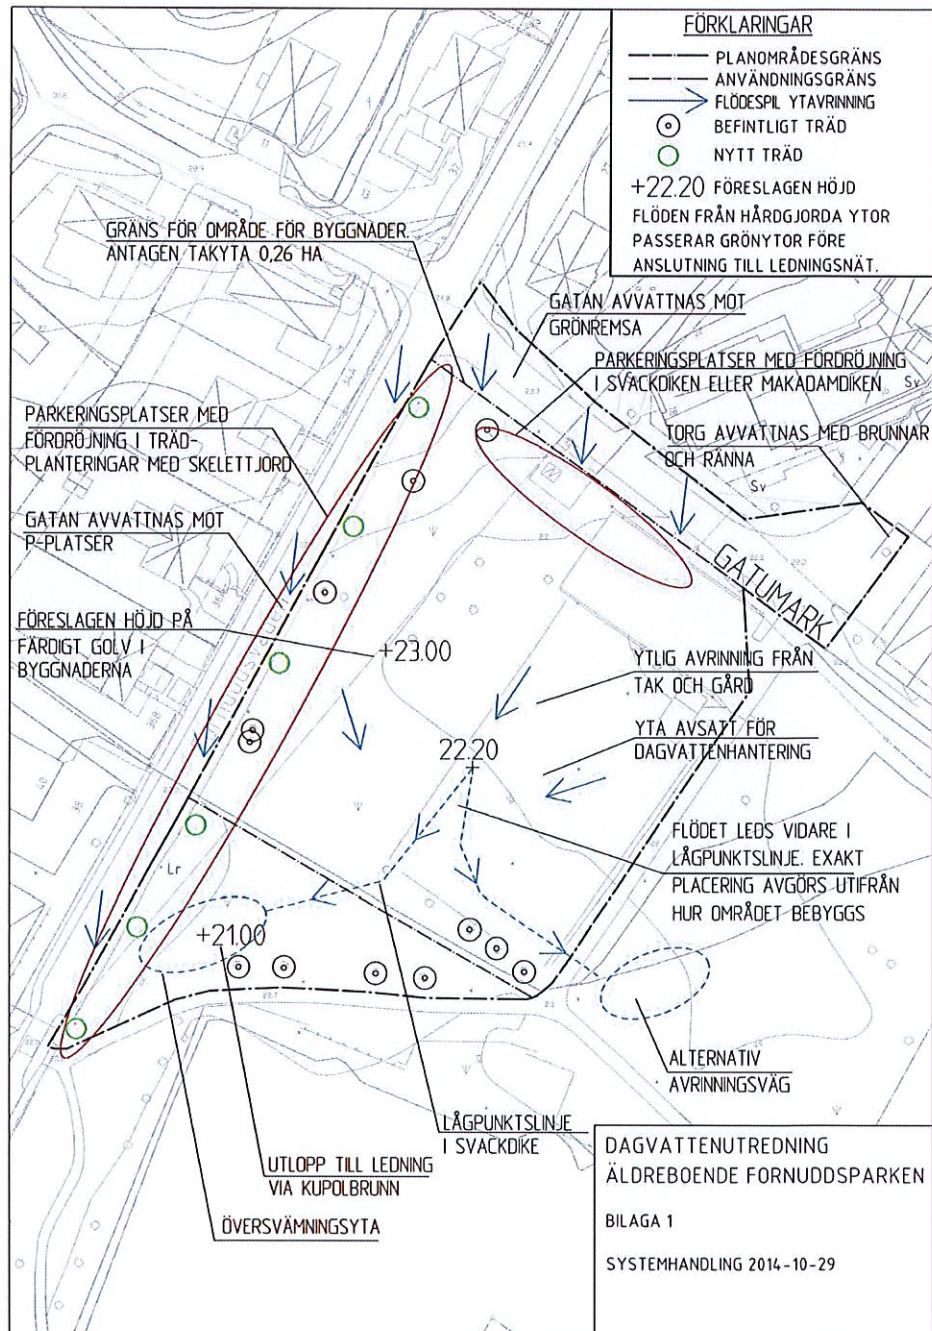 FÖRKLARINGAR
PLANOMRÅDESGRÄNS
ANVÄNDNINGSGRÄNS
FLÖDESPIL YTAVRINNING
BEFINTLIGT TRÄD
NYTT TRÄD
+22.20 FÖRESLAGEN HÖJD
FLÖDEN FRÅN HÅRDGJORDA YTOR
PASSERAR GRÖNYTOR FÖRE
ANSLUTNING TILL LEDNINGSNÄT.
GRÄNS FÖR OMRÅDE FÖR BYGGNADER.
ANTAGEN TAKYTA 0,26 HA
GATAN AVVATTNAS MOT
GRÖNREMSA
PARKERINGSPLATSER MED FÖRDRÖJNING
I SVACKDIKEN ELLER MAKADAMDIKEN
Sv
PARKERINGSPLATSER MED
FÖRDRÖJNING I TRÄD-
PLANTERINGAR MED SKELETTJORD
TORG AVVATTNAS MED BRUNNAR
OCH RÄNNA
Sv
GATAN AVVATTNAS MOT
P-PLATSER
GATUMARK
FÖRESLAGEN HÖJD PÅ
FÄRDIGT GOLV I
BYGGNADERNA
+23.00
YTLIG AVRINNING FRÅN
TAK OCH GÅRD
YTA AVSATT FÖR
DAGVATTENHANTERING
22.20
FLÖDET LEDS VIDARE I
LÅGPUNKTSLINJE. EXAKT
PLACERING AVGÖRS UTIFRÅN
HUR OMRÅDET BEBYGGS
Lr
+21.00
ALTERNATIV
AVRINNINGSVÄG
LÅGPUNKTSLINJE
I SVACKDIKE
UTLOPP TILL LEDNING
VIA KUPOLBRUNN
ÖVERSVÄMNINGSYTA
DAGVATTENUTREDNING
ÄLDREBOENDE FORNUDDSPARKEN
BILAGA 1
SYSTEMHANDLING 2014-10-29